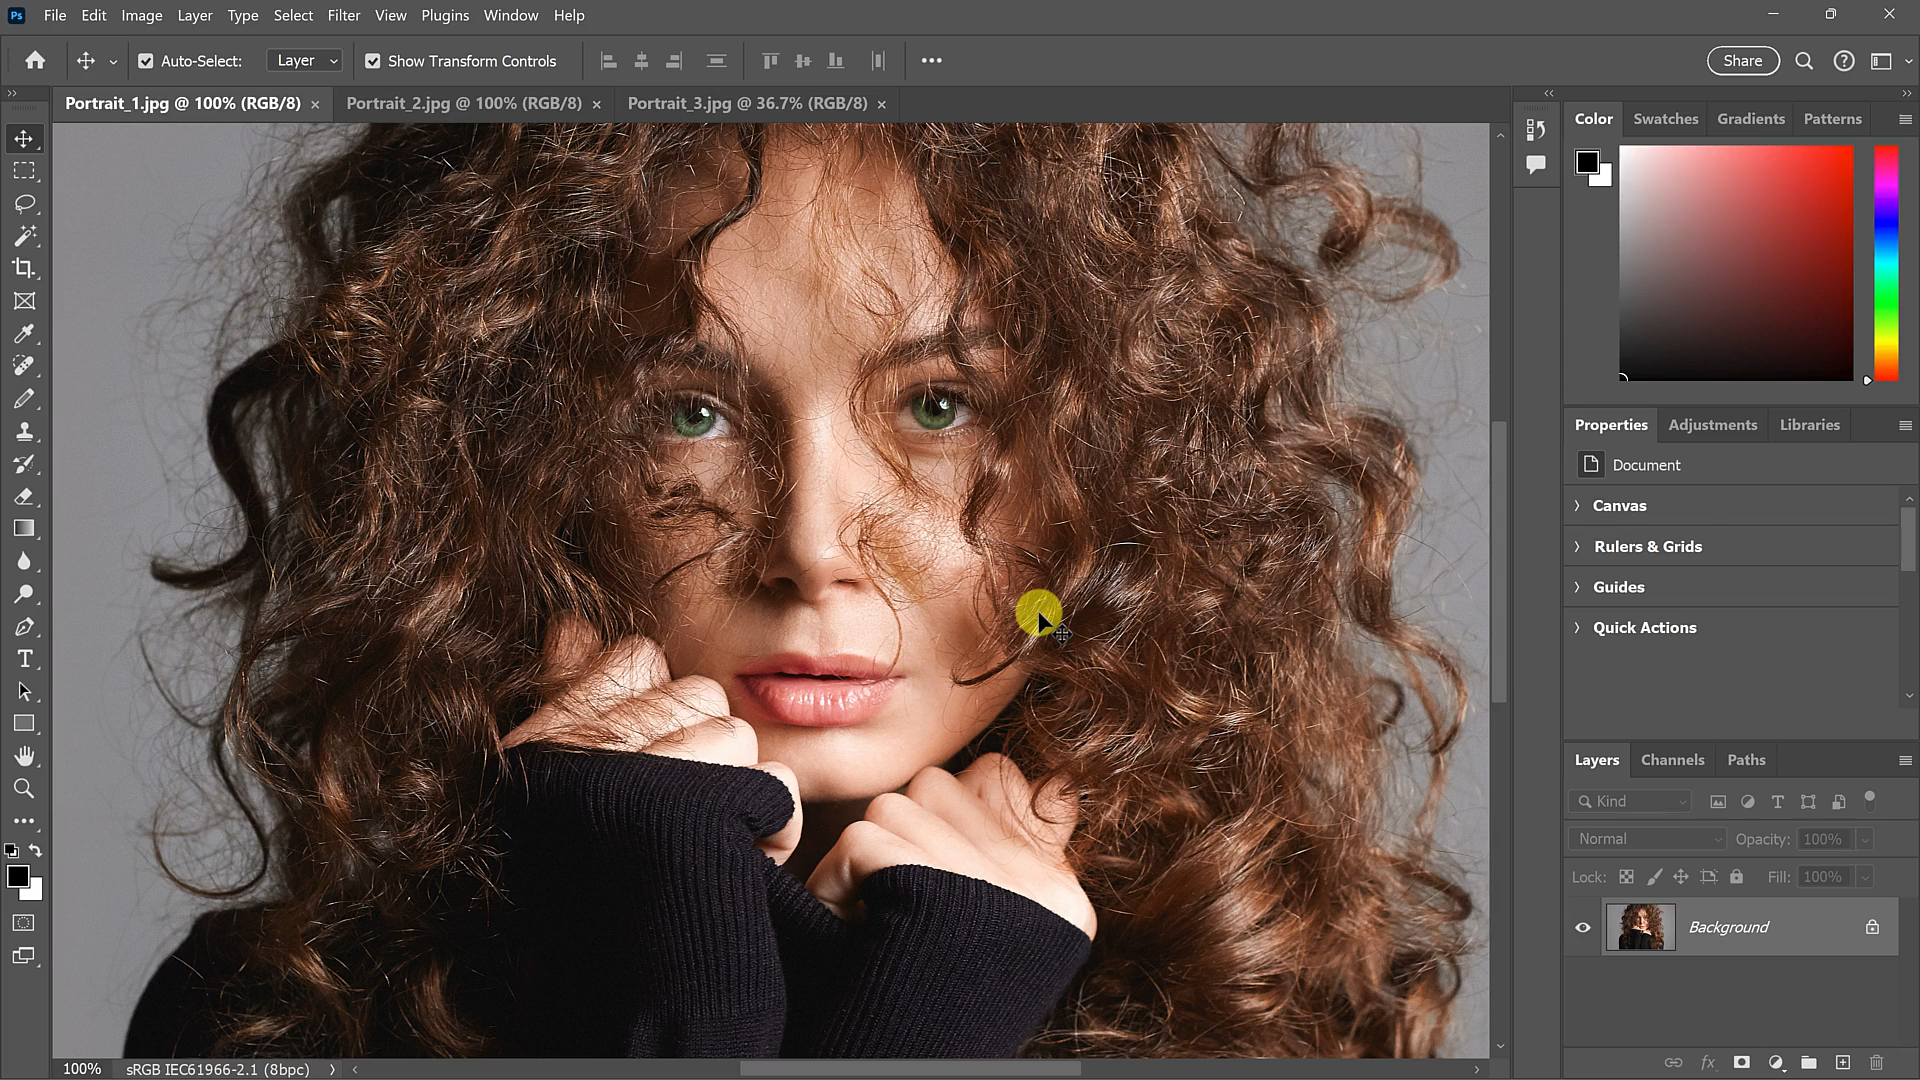 Ps File Edit Image Layer Type Select Filter View Plugins Window Help
Auto-Select: Layer Show Transform Controls Share
Portrait_1.jpg @ 100% (RGB/8) Portrait_2.jpg @ 100% (RGB/8) Portrait_3.jpg @ 36.7% (RGB/8)
Color Swatches Gradients Patterns
Properties Adjustments Libraries
Document
Canvas
Rulers & Grids
Guides
Quick Actions
Layers Channels Paths
Kind
Normal Opacity: 100%
Lock: Fill: 100%
Background
fx
100% sRGB IEC61966-2.1 (8bpc)